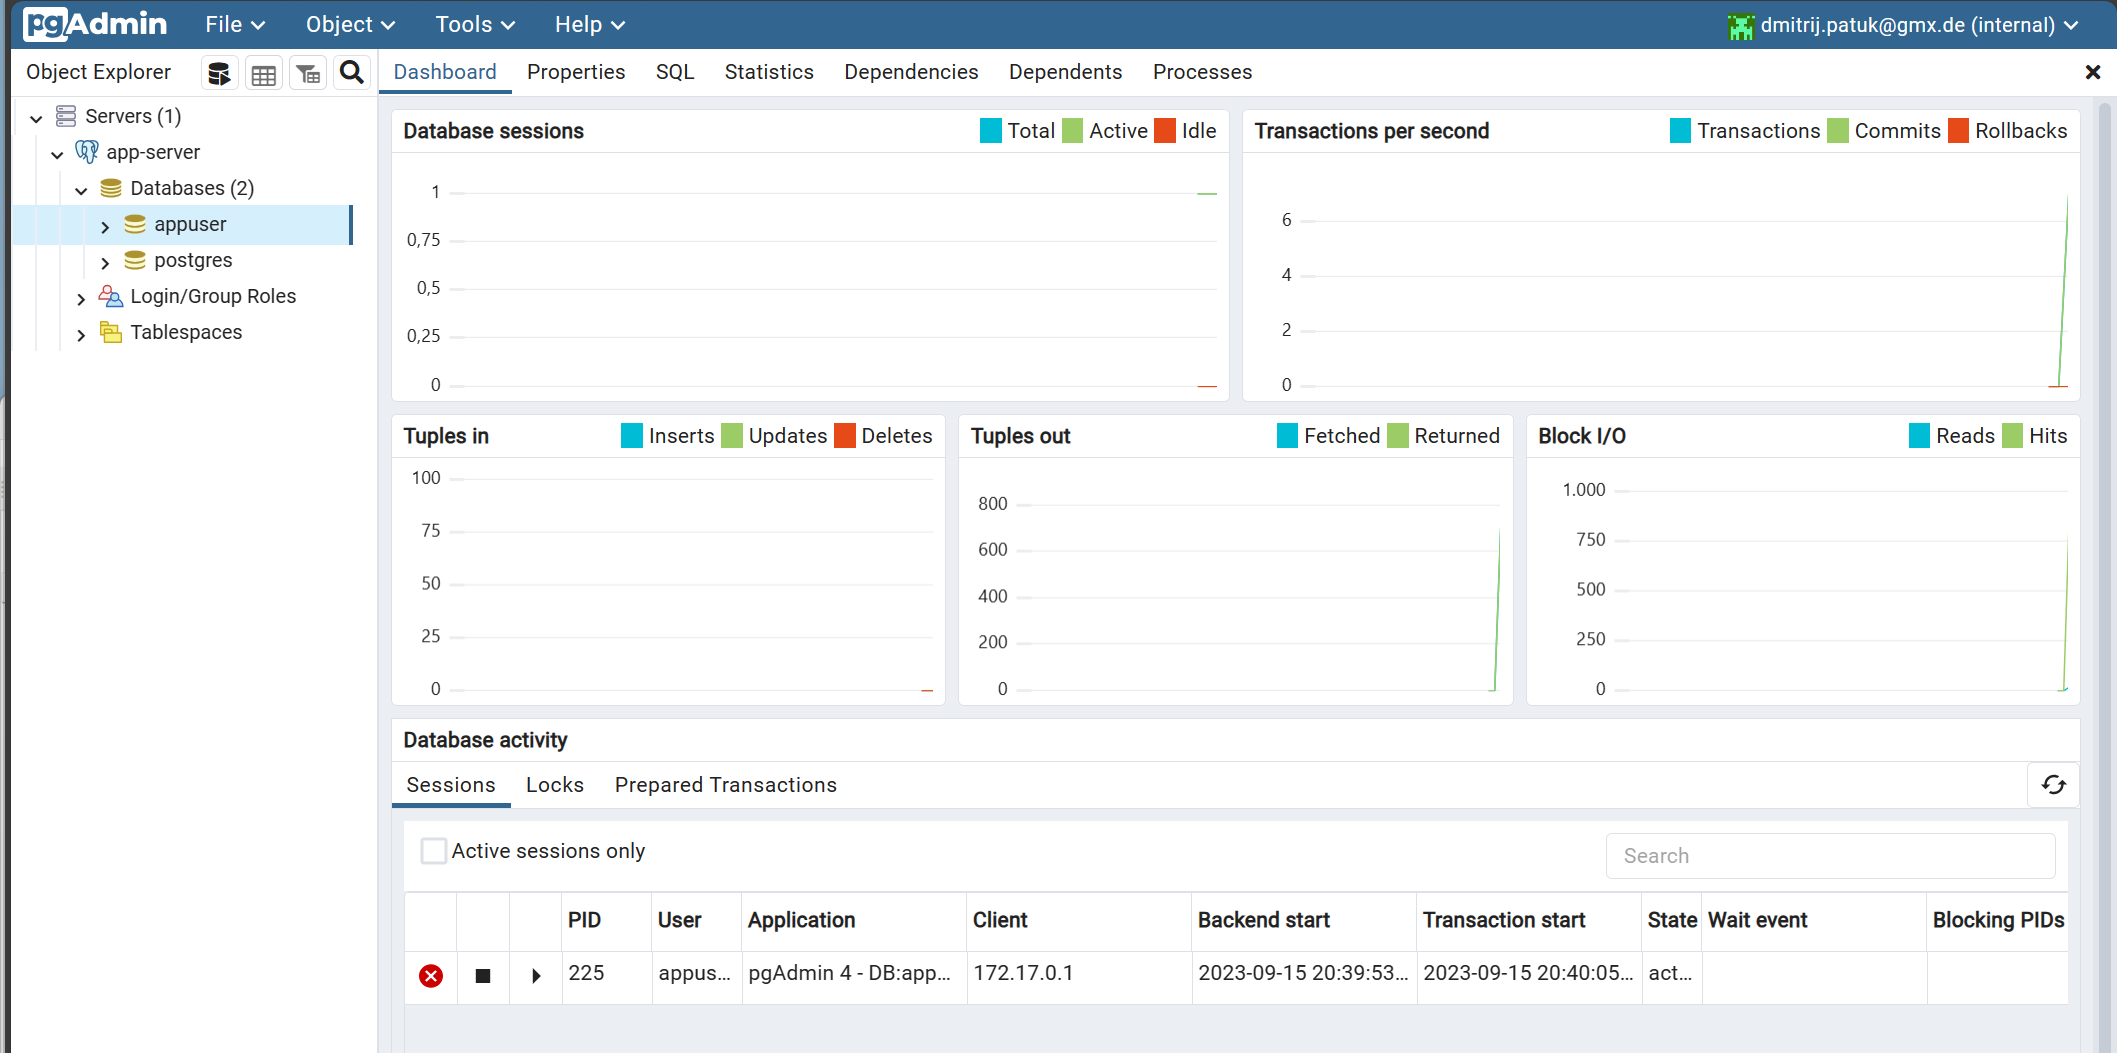 pgAdmin File Object Tools Help dmitrij.patuk@gmx.de (internal)
Object Explorer Dashboard Properties SQL Statistics Dependencies Dependents Processes
Servers (1)
app-server
Databases (2)
appuser
postgres
Login/Group Roles
Tablespaces
Database sessions Total Active Idle
1
0,75
0,5
0,25
0
Transactions per second Transactions Commits Rollbacks
6
4
2
0
Tuples in Inserts Updates Deletes
100
75
50
25
0
Tuples out Fetched Returned
800
600
400
200
0
Block I/O Reads Hits
1.000
750
500
250
0
Database activity
Sessions Locks Prepared Transactions
Active sessions only Search
PID User Application Client Backend start Transaction start State Wait event Blocking PIDs
225 appus... pgAdmin 4 - DB:app... 172.17.0.1 2023-09-15 20:39:53... 2023-09-15 20:40:05... act...